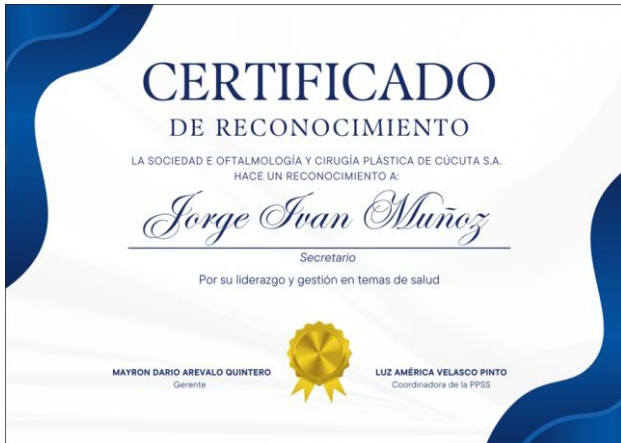 CERTIFICADO
DE RECONOCIMIENTO
LA SOCIEDAD E OFTALMOLOGÍA Y CIRUGÍA PLÁSTICA DE CÚCUTA S.A.
HACE UN RECONOCIMIENTO A:
Jorge Ivan Muñoz
Secretario
Por su liderazgo y gestión en temas de salud
MAYRON DARIO AREVALO QUINTERO
Gerente
LUZ AMÉRICA VELASCO PINTO
Coordinadora de la PPSS